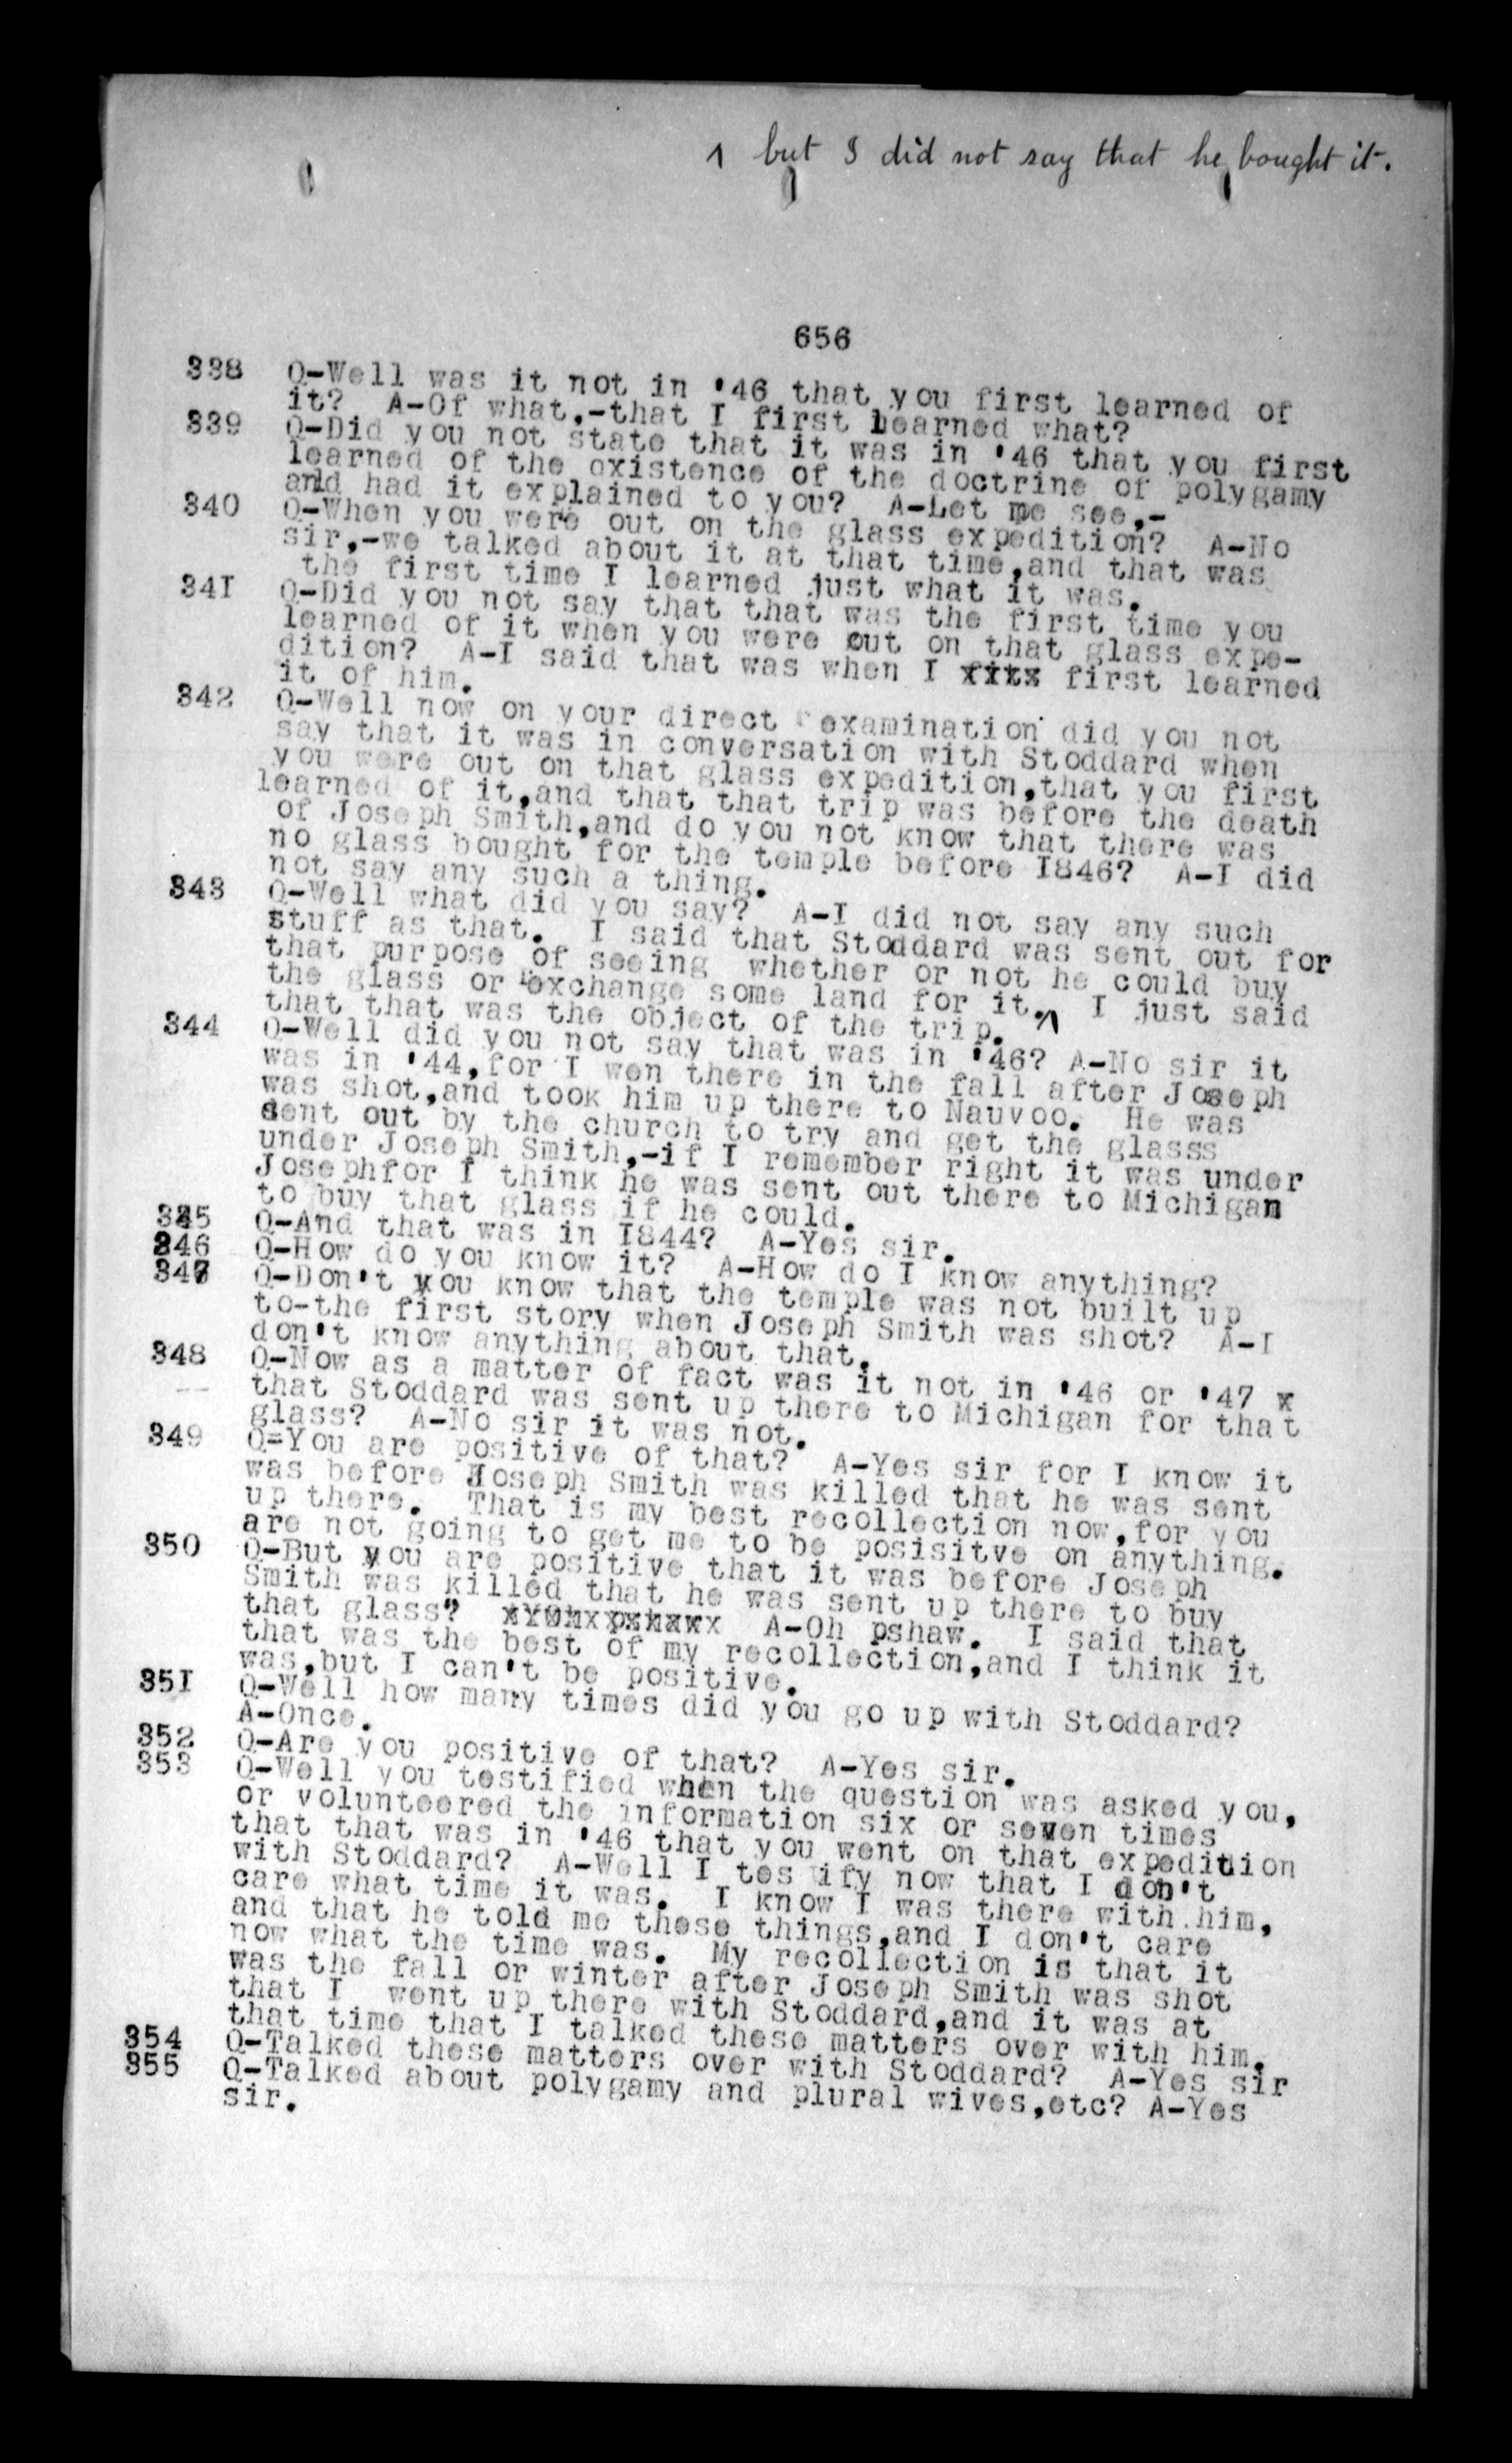 1 but I did not say that he bought it.
656
338 Q-Well was it not in '46 that you first learned of
it? A-Of what,-that I first learned what?
339 Q-Did you not state that it was in '46 that you first
learned of the existence of the doctrine of polygamy
and had it explained to you? A-Let me see,-
340 Q-When you were out on the glass expedition? A-No
sir,-we talked about it at that time,and that was
the first time I learned just what it was.
341 Q-Did you not say that that was the first time you
learned of it when you were out on that glass expe-
dition? A-I said that was when I fitx first learned
it of him.
342 Q-Well now on your direct examination did you not
say that it was in conversation with Stoddard when
you were out on that glass expedition,that you first
learned of it,and that that trip was before the death
of Joseph Smith,and do you not know that there was
no glass bought for the temple before I846? A-I did
not say any such a thing.
343 Q-Well what did you say? A-I did not say any such
stuff as that. I said that Stoddard was sent out for
that purpose of seeing whether or not he could buy
the glass or exchange some land for it. 1 I just said
that that was the object of the trip.
344 Q-Well did you not say that was in '46? A-No sir it
was in '44,for I wen there in the fall after Joseph
was shot,and took him up there to Nauvoo. He was
sent out by the church to try and get the glasss
under Joseph Smith,-if I remember right it was under
Josephfor I think he was sent out there to Michigan
to buy that glass if he could.
345 Q-And that was in I844? A-Yes sir.
346 Q-How do you know it? A-How do I know anything?
347 Q-Don't you know that the temple was not built up
to-the first story when Joseph Smith was shot? A-I
don't know anything about that.
348 Q-Now as a matter of fact was it not in '46 or '47 x
that Stoddard was sent up there to Michigan for that
glass? A-No sir it was not.
349 Q=You are positive of that? A-Yes sir for I know it
was before Joseph Smith was killed that he was sent
up there. That is my best recollection now,for you
are not going to get me to be posisitve on anything.
350 Q-But you are positive that it was before Joseph
Smith was killed that he was sent up there to buy
that glass? A-Oh pshaw. I said that
that was the best of my recollection,and I think it
was,but I can't be positive.
351 Q-Well how many times did you go up with Stoddard?
A-Once.
352 Q-Are you positive of that? A-Yes sir.
353 Q-Well you testified when the question was asked you,
or volunteered the information six or seven times
that that was in '46 that you went on that expedition
with Stoddard? A-Well I testify now that I don't
care what time it was. I know I was there with him,
and that he told me these things,and I don't care
now what the time was. My recollection is that it
was the fall or winter after Joseph Smith was shot
that I went up there with Stoddard,and it was at
that time that I talked these matters over with him.
354 Q-Talked these matters over with Stoddard? A-Yes sir
355 Q-Talked about polygamy and plural wives,etc? A-Yes
sir.